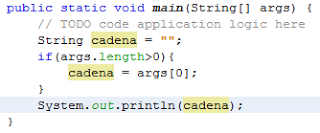 public static void main(String[] args) {
// TODO code application logic here
String cadena = "";
if(args.length>0){
cadena = args[0];
}
System.out.println(cadena);
}